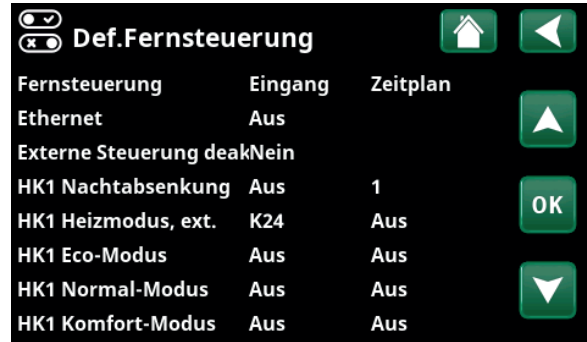 Def.Fernsteuerung
Fernsteuerung Eingang Zeitplan
Ethernet Aus
Externe Steuerung deakNein
HK1 Nachtabsenkung Aus 1
HK1 Heizmodus, ext. K24 Aus
HK1 Eco-Modus Aus Aus
HK1 Normal-Modus Aus Aus
HK1 Komfort-Modus Aus Aus
OK